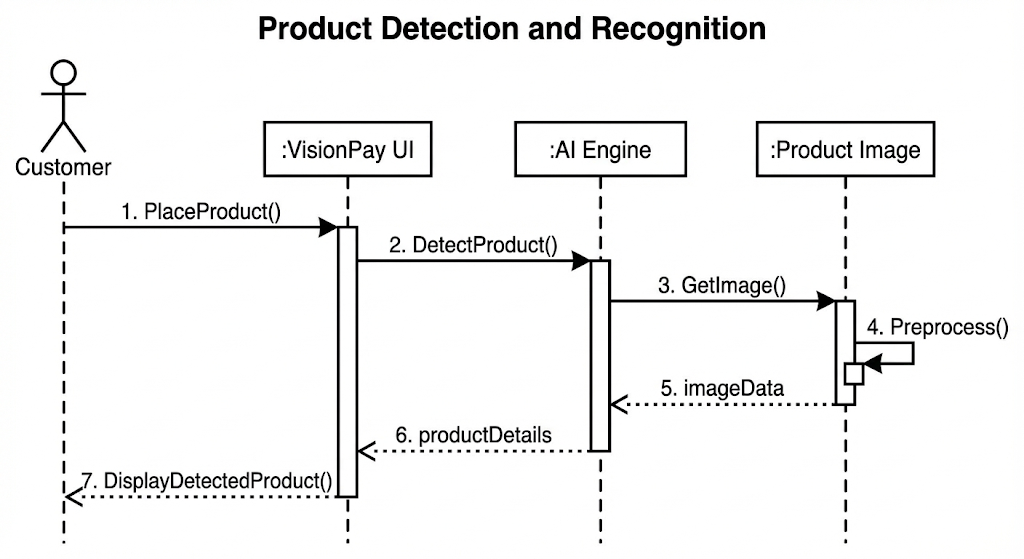 Product Detection and Recognition
Customer
:VisionPay UI
:AI Engine
:Product Image
1. PlaceProduct()
2. DetectProduct()
3. GetImage()
4. Preprocess()
5. imageData
6. productDetails
7. DisplayDetectedProduct()